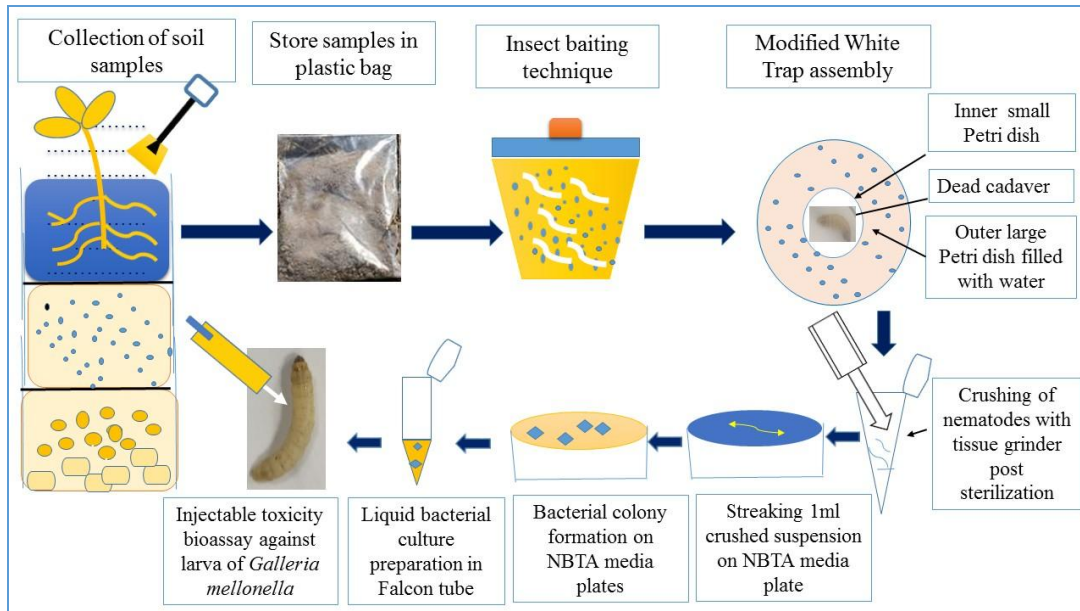 Collection of soil
samples
Store samples in
plastic bag
Insect baiting
technique
Modified White
Trap assembly
Inner small
Petri dish
Dead cadaver
Outer large
Petri dish filled
with water
Crushing of
nematodes with
tissue grinder
post
sterilization
Streaking 1ml
crushed suspension
on NBTA media
plate
Bacterial colony
formation on
NBTA media
plates
Liquid bacterial
culture
preparation in
Falcon tube
Injectable toxicity
bioassay against
larva of Galleria
mellonella